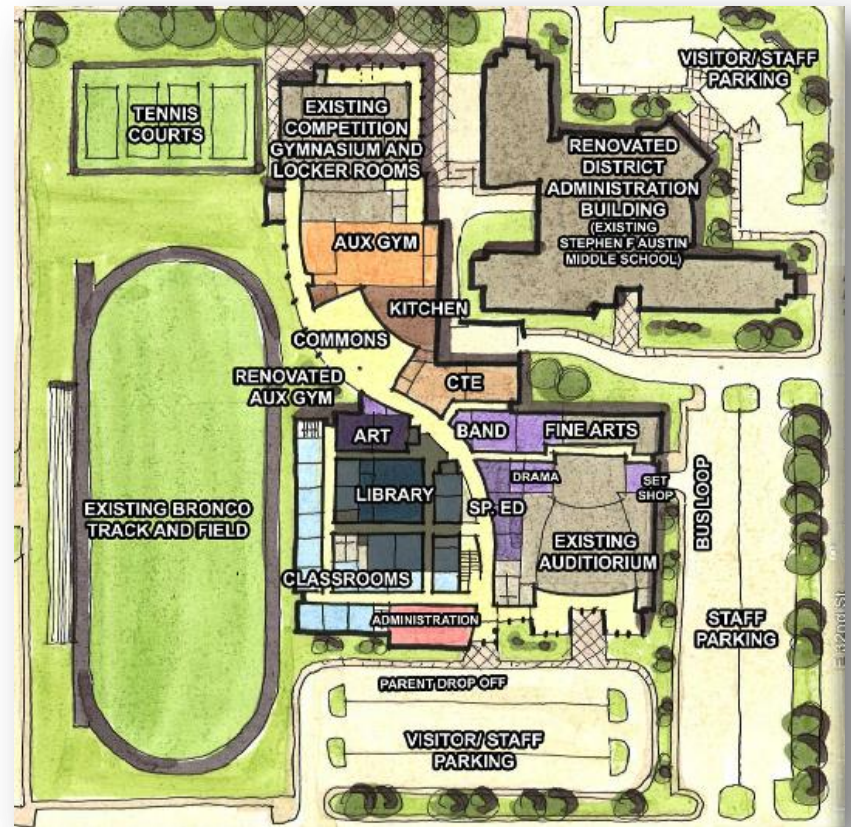 VISITOR/ STAFF
PARKING
TENNIS
COURTS
EXISTING
COMPETITION
GYMNASIUM AND
LOCKER ROOMS
RENOVATED
DISTRICT
ADMINISTRATION
BUILDING
(EXISTING
STEPHEN F AUSTIN
MIDDLE SCHOOL)
AUX GYM
KITCHEN
COMMONS
RENOVATED
AUX GYM
CTE
ART
BAND
FINE ARTS
LIBRARY
DRAMA
SP. ED
SET
SHOP
BUS LOOP
EXISTING BRONCO
TRACK AND FIELD
EXISTING
AUDITIORIUM
CLASSROOMS
ADMINISTRATION
STAFF
PARKING
E 32nd St
PARENT DROP OFF
VISITOR/ STAFF
PARKING